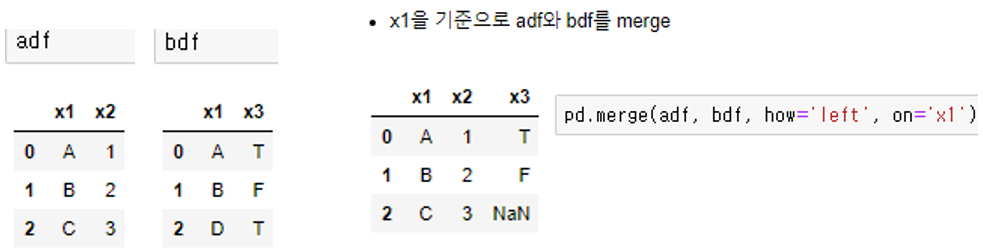 adf
x1 x2
0 A 1
1 B 2
2 C 3
bdf
x1 x3
0 A T
1 B F
2 D T
• x1을 기준으로 adf와 bdf를 merge
x1 x2 x3
0 A 1 T
1 B 2 F
2 C 3 NaN
pd.merge(adf, bdf, how='left', on='x1')